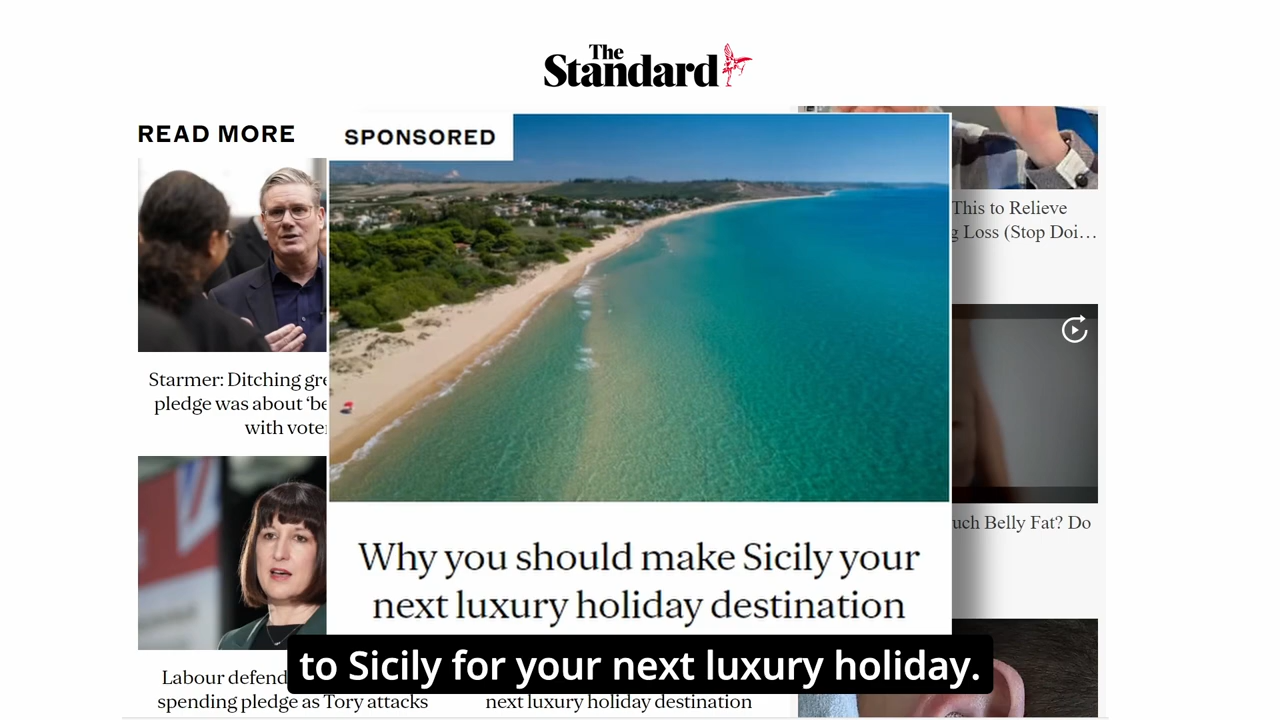 The
Standard
READ MORE
SPONSORED
This to Relieve
g Loss (Stop Doi...
Starmer: Ditching gre
pledge was about ‘be
with vote
uch Belly Fat? Do
Why you should make Sicily your
next luxury holiday destination
to Sicily for your next luxury holiday.
Labour defend
spending pledge as Tory attacks
next luxury holiday destination